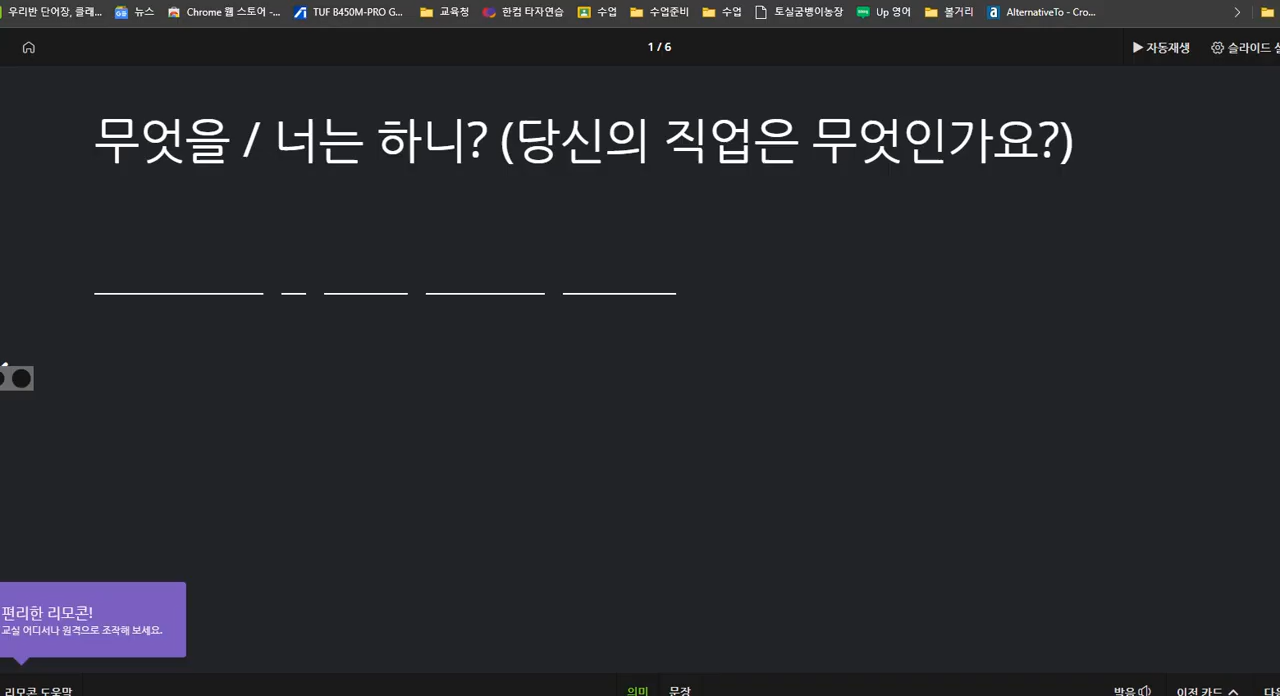 우리반 단어장, 클래... 뉴스 Chrome 웹 스토어 -... TUF B450M-PRO G... 교육청 한컴 타자연습 수업 수업준비 수업 토실궁뱅이농장 Up 영어 볼거리 AlternativeTo - Cro...
1 / 6 ▶ 자동재생 슬라이드
무엇을 / 너는 하니? (당신의 직업은 무엇인가요?)
편리한 리모콘!
교실 어디서나 원격으로 조작해 보세요.
리모콘 도움말 의미 문장 발음 이전 카드